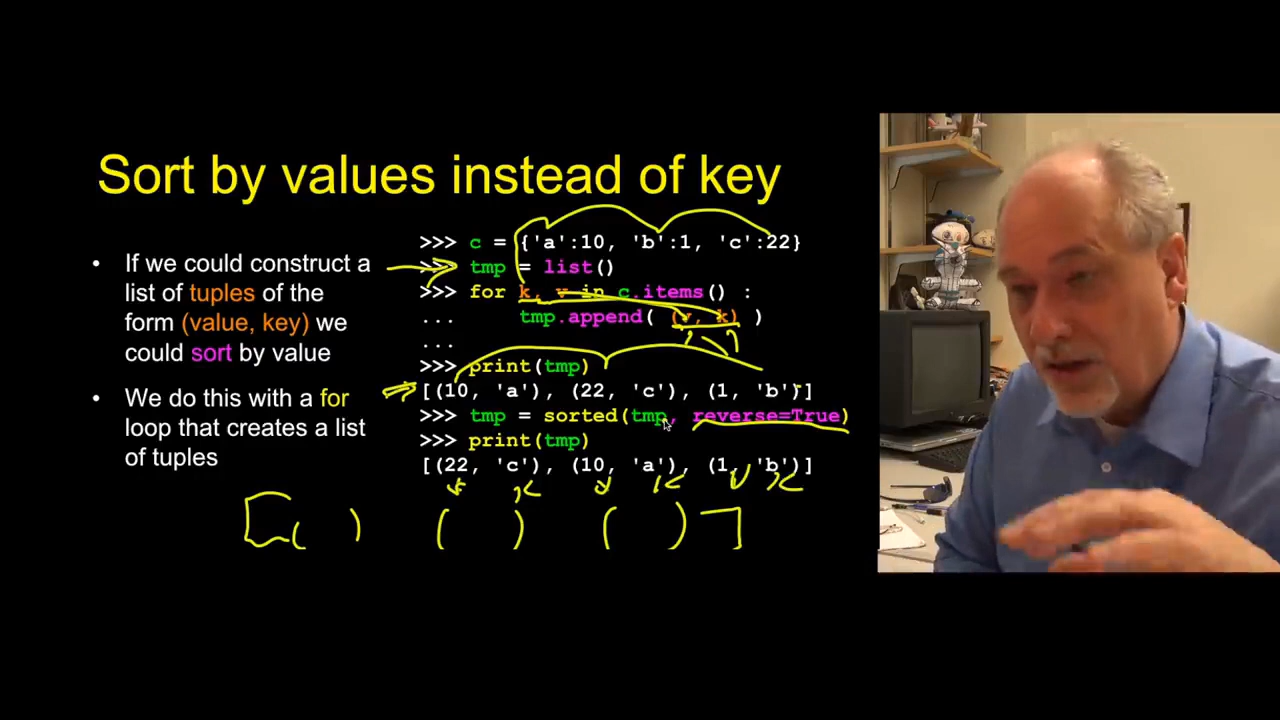 Sort by values instead of key
• If we could construct a
list of tuples of the
form (value, key) we
could sort by value
• We do this with a for
loop that creates a list
of tuples
>>> c = {'a':10, 'b':1, 'c':22}
>>> tmp = list()
>>> for k, v in c.items() :
... tmp.append( (v, k) )
...
>>> print(tmp)
[(10, 'a'), (22, 'c'), (1, 'b')]
>>> tmp = sorted(tmp, reverse=True)
>>> print(tmp)
[(22, 'c'), (10, 'a'), (1, 'b')]
v k v k v k
[( ) ( ) ( )]